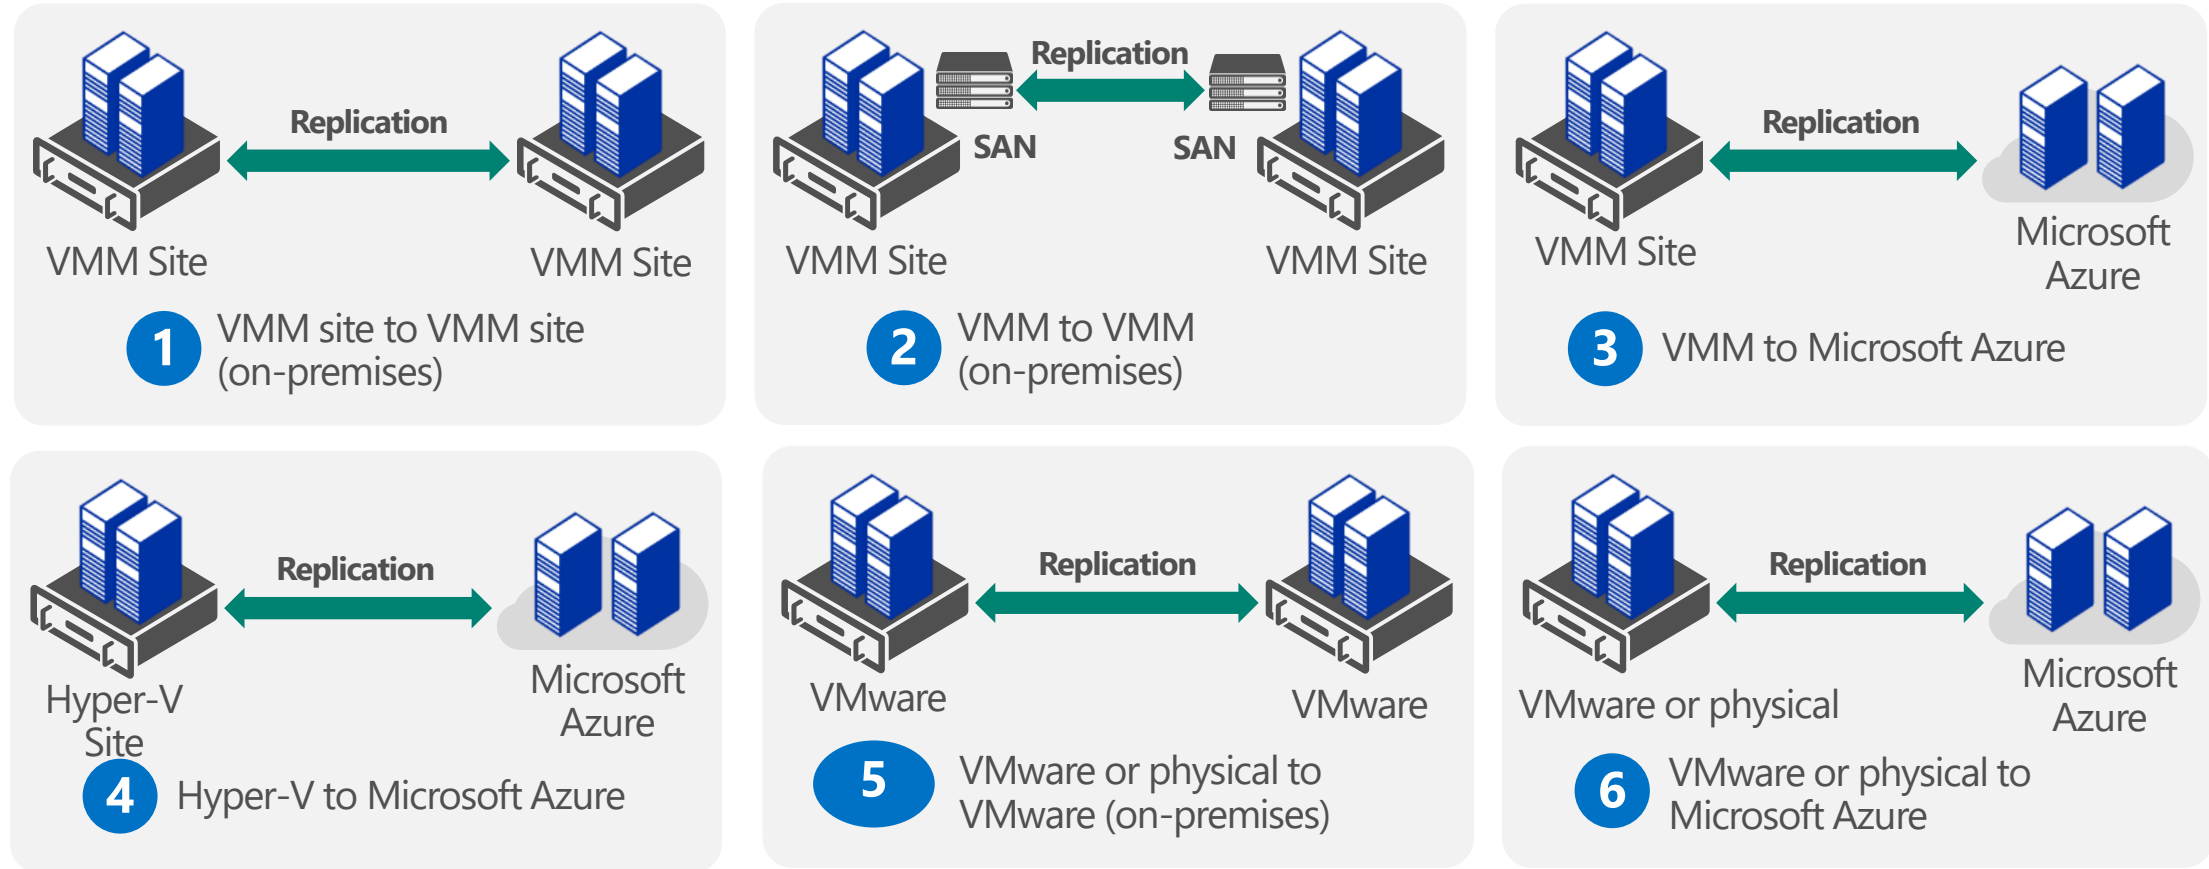 Replication
VMM Site
VMM Site
1
VMM site to VMM site
(on-premises)
Replication
SAN
SAN
VMM Site
VMM Site
2
VMM to VMM
(on-premises)
Replication
VMM Site
Microsoft
Azure
3
VMM to Microsoft Azure
Replication
Hyper-V
Site
Microsoft
Azure
4
Hyper-V to Microsoft Azure
Replication
VMware
VMware
5
VMware or physical to
VMware (on-premises)
Replication
VMware or physical
Microsoft
Azure
6
VMware or physical to
Microsoft Azure